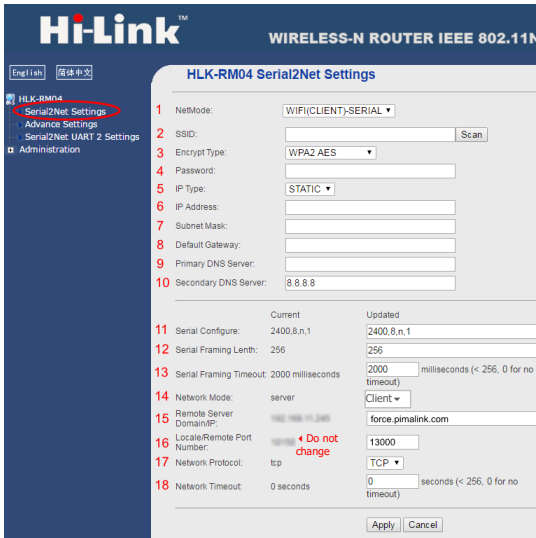 Hi-Link™
WIRELESS-N ROUTER IEEE 802.11N
English 简体中文
HLK-RM04 Serial2Net Settings
HLK-RM04
Serial2Net Settings
Advance Settings
Serial2Net UART 2 Settings
Administration
1 NetMode: WIFI(CLIENT)-SERIAL
2 SSID: Scan
3 Encrypt Type: WPA2 AES
4 Password:
5 IP Type: STATIC
6 IP Address:
7 Subnet Mask:
8 Default Gateway:
9 Primary DNS Server:
10 Secondary DNS Server: 8.8.8.8
Current Updated
11 Serial Configure: 2400,8,n,1 2400,8,n,1
12 Serial Framing Lenth: 256 256
13 Serial Framing Timeout: 2000 milliseconds 2000 milliseconds (< 256, 0 for no
timeout)
14 Network Mode: server Client
15 Remote Server
Domain/IP: force.pimalink.com
16 Locale/Remote Port
Number: Do not
change 13000
17 Network Protocol: tcp TCP
18 Network Timeout: 0 seconds 0 seconds (< 256, 0 for no
timeout)
Apply Cancel